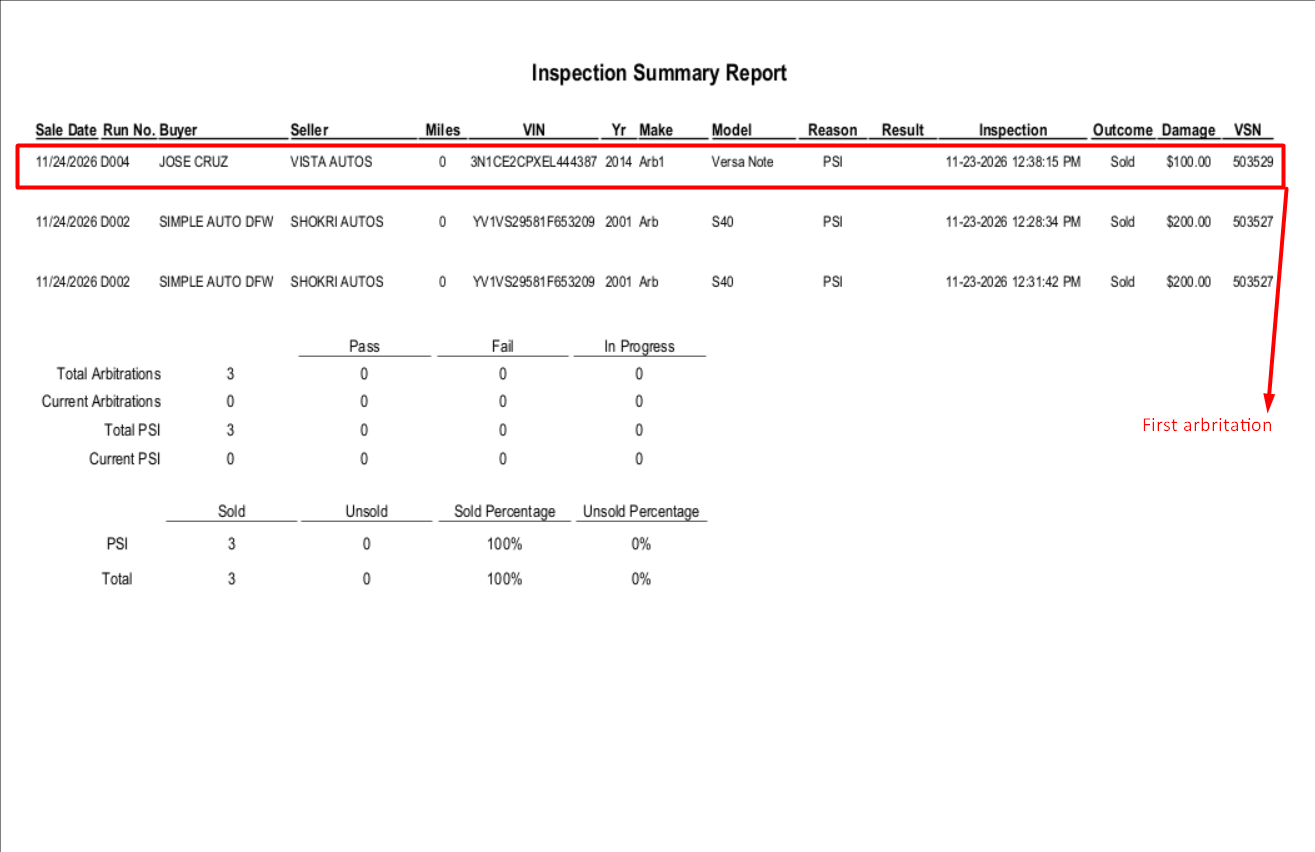 Inspection Summary Report
Sale Date Run No. Buyer Seller Miles VIN Yr Make Model Reason Result Inspection Outcome Damage VSN
11/24/2026 D004 JOSE CRUZ VISTA AUTOS 0 3N1CE2CPXEL444387 2014 Arb1 Versa Note PSI 11-23-2026 12:38:15 PM Sold $100.00 503529
11/24/2026 D002 SIMPLE AUTO DFW SHOKRI AUTOS 0 YV1VS29581F653209 2001 Arb S40 PSI 11-23-2026 12:28:34 PM Sold $200.00 503527
11/24/2026 D002 SIMPLE AUTO DFW SHOKRI AUTOS 0 YV1VS29581F653209 2001 Arb S40 PSI 11-23-2026 12:31:42 PM Sold $200.00 503527
Pass Fail In Progress
Total Arbitrations 3 0 0 0
Current Arbitrations 0 0 0 0
First arbritation
Total PSI 3 0 0 0
Current PSI 0 0 0 0
Sold Unsold Sold Percentage Unsold Percentage
PSI 3 0 100% 0%
Total 3 0 100% 0%